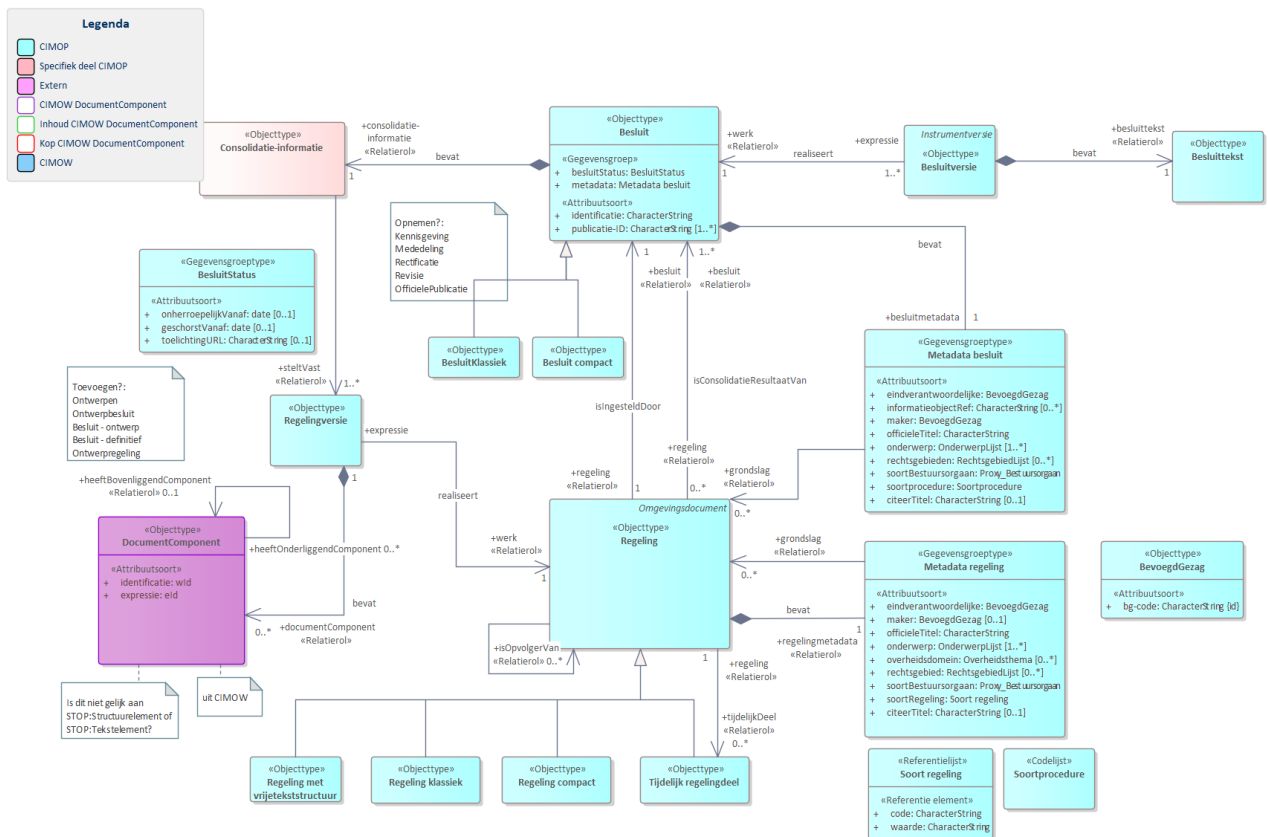 Legenda
CIMOP
Specifiek deel CIMOP
Extern
CIMOW DocumentComponent
Inhoud CIMOW DocumentComponent
Kop CIMOW DocumentComponent
CIMOW
«Objecttype»
Consolidatie-informatie
+consolidatie-
informatie
«Relatierol»
1
bevat
«Objecttype»
Besluit
«Gegevensgroep»
+ besluitStatus: BesluitStatus
+ metadata: Metadata besluit
«Attribuutsoort»
+ identificatie: CharacterString
+ publicatie-ID: CharacterString [1..*]
+werk
«Relatierol»
1
realiseert
+expressie
1..*
Instrumentversie
«Objecttype»
Besluitversie
bevat
+besluittekst
«Relatierol»
1
«Objecttype»
Besluittekst
Opnemen?:
Kennisgeving
Mededeling
Rectificatie
Revisie
OfficielePublicatie
«Gegevensgroeptype»
BesluitStatus
«Attribuutsoort»
+ onherroepelijkVanaf: date [0..1]
+ geschorstVanaf: date [0..1]
+ toelichtingURL: CharacterString [0..1]
1
+besluit
«Relatierol»
1..*
+besluit
«Relatierol»
bevat
+besluitmetadata
1
«Objecttype»
BesluitKlassiek
«Objecttype»
Besluit compact
«Gegevensgroeptype»
Metadata besluit
«Attribuutsoort»
+ eindverantwoordelijke: BevoegdGezag
+ informatieobjectRef: CharacterString [0..*]
+ maker: BevoegdGezag
+ officieleTitel: CharacterString
+ onderwerp: OnderwerpLijst [1..*]
+ rechtsgebieden: RechtsgebiedLijst [0..*]
+ soortBestuursorgaan: Proxy_Bestuursorgaan
+ soortprocedure: Soortprocedure
+ citeerTitel: CharacterString [0..1]
Toevoegen?:
Ontwerpen
Ontwerpbesluit
Besluit - ontwerp
Besluit - definitief
Ontwerpregeling
+steltVast
«Relatierol»
1..*
«Objecttype»
Regelingversie
+expressie
1
isIngesteldDoor
isConsolidatieResultaatVan
+regeling
«Relatierol»
1
+regeling
«Relatierol»
0..*
+grondslag
«Relatierol»
0..*
realiseert
+werk
«Relatierol»
1
+heeftBovenliggendComponent
«Relatierol» 0..1
«Objecttype»
DocumentComponent
«Attribuutsoort»
+ identificatie: wId
+ expressie: eId
+heeftOnderliggendComponent 0..*
bevat
0..*
+documentComponent
«Relatierol»
Is dit niet gelijk aan
STOP:Structuurelement of
STOP:Tekstelement?
uit CIMOW
Omgevingsdocument
«Objecttype»
Regeling
+grondslag
«Relatierol»
0..*
bevat
1
+regelingmetadata
«Relatierol»
+isOpvolgerVan
«Relatierol» 0..*
1
+regeling
«Relatierol»
+tijdelijkDeel
«Relatierol»
0..*
«Gegevensgroeptype»
Metadata regeling
«Attribuutsoort»
+ eindverantwoordelijke: BevoegdGezag
+ maker: BevoegdGezag [0..1]
+ officieleTitel: CharacterString
+ onderwerp: OnderwerpLijst [1..*]
+ overheidsdomein: Overheidsthema [0..*]
+ rechtsgebied: RechtsgebiedLijst [0..*]
+ soortBestuursorgaan: Proxy_Bestuursorgaan
+ soortRegeling: Soort regeling
+ citeerTitel: CharacterString [0..1]
«Objecttype»
BevoegdGezag
«Attribuutsoort»
+ bg-code: CharacterString {id}
«Objecttype»
Regeling met
vrijetekststructuur
«Objecttype»
Regeling klassiek
«Objecttype»
Regeling compact
«Objecttype»
Tijdelijk regelingdeel
«Referentielijst»
Soort regeling
«Referentie element»
+ code: CharacterString
+ waarde: CharacterString
«Codelijst»
Soortprocedure